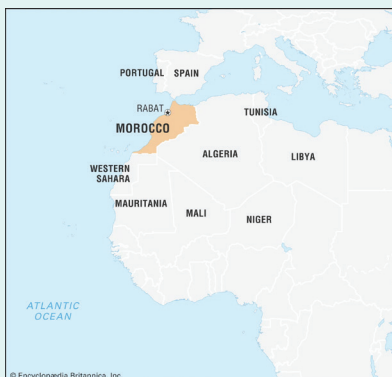 PORTUGAL SPAIN
RABAT
TUNISIA
MOROCCO
ALGERIA
LIBYA
WESTERN
SAHARA
MAURITANIA
MALI
NIGER
ATLANTIC
OCEAN
© Encyclopædia Britannica, Inc.